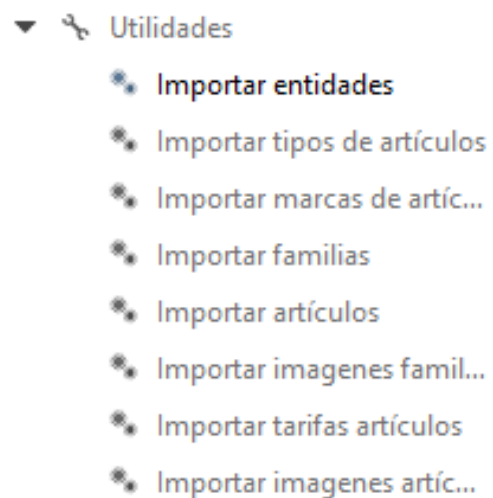 Utilidades
Importar entidades
Importar tipos de artículos
Importar marcas de artíc...
Importar familias
Importar artículos
Importar imagenes famil...
Importar tarifas artículos
Importar imagenes artíc...